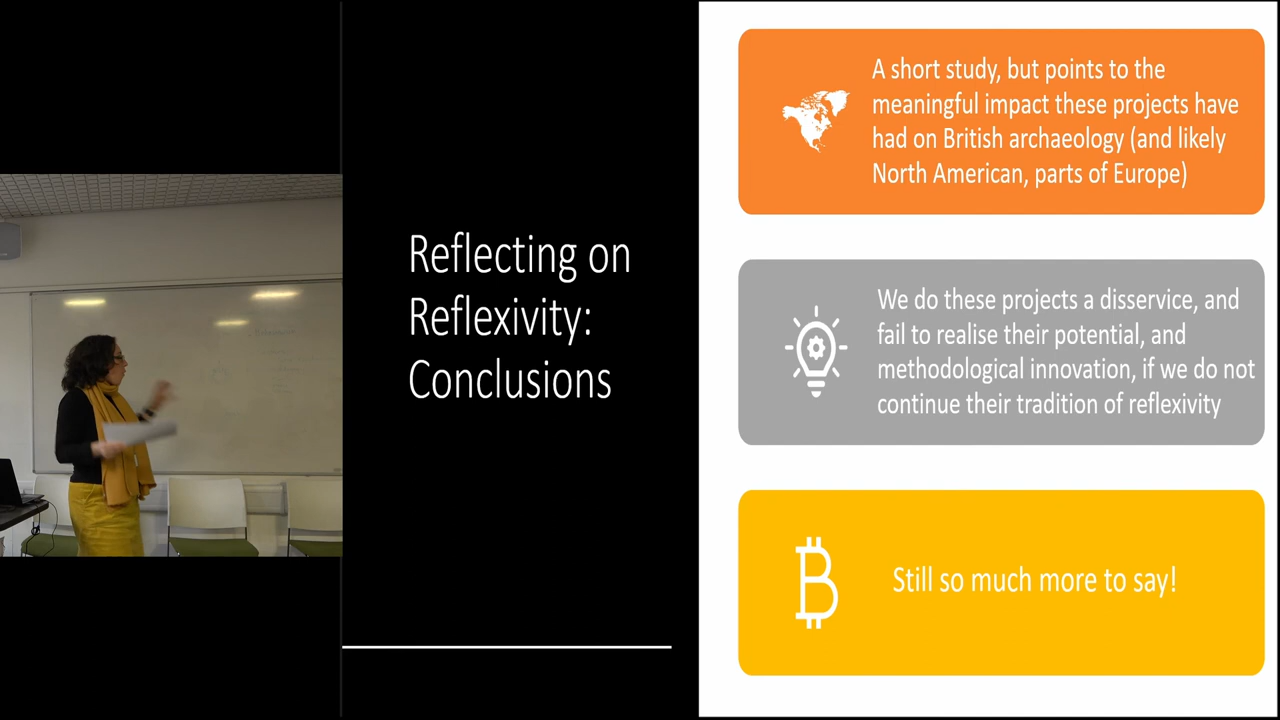 Reflecting on
Reflexivity:
Conclusions
A short study, but points to the
meaningful impact these projects have
had on British archaeology (and likely
North American, parts of Europe)
We do these projects a disservice, and
fail to realise their potential, and
methodological innovation, if we do not
continue their tradition of reflexivity
Still so much more to say!